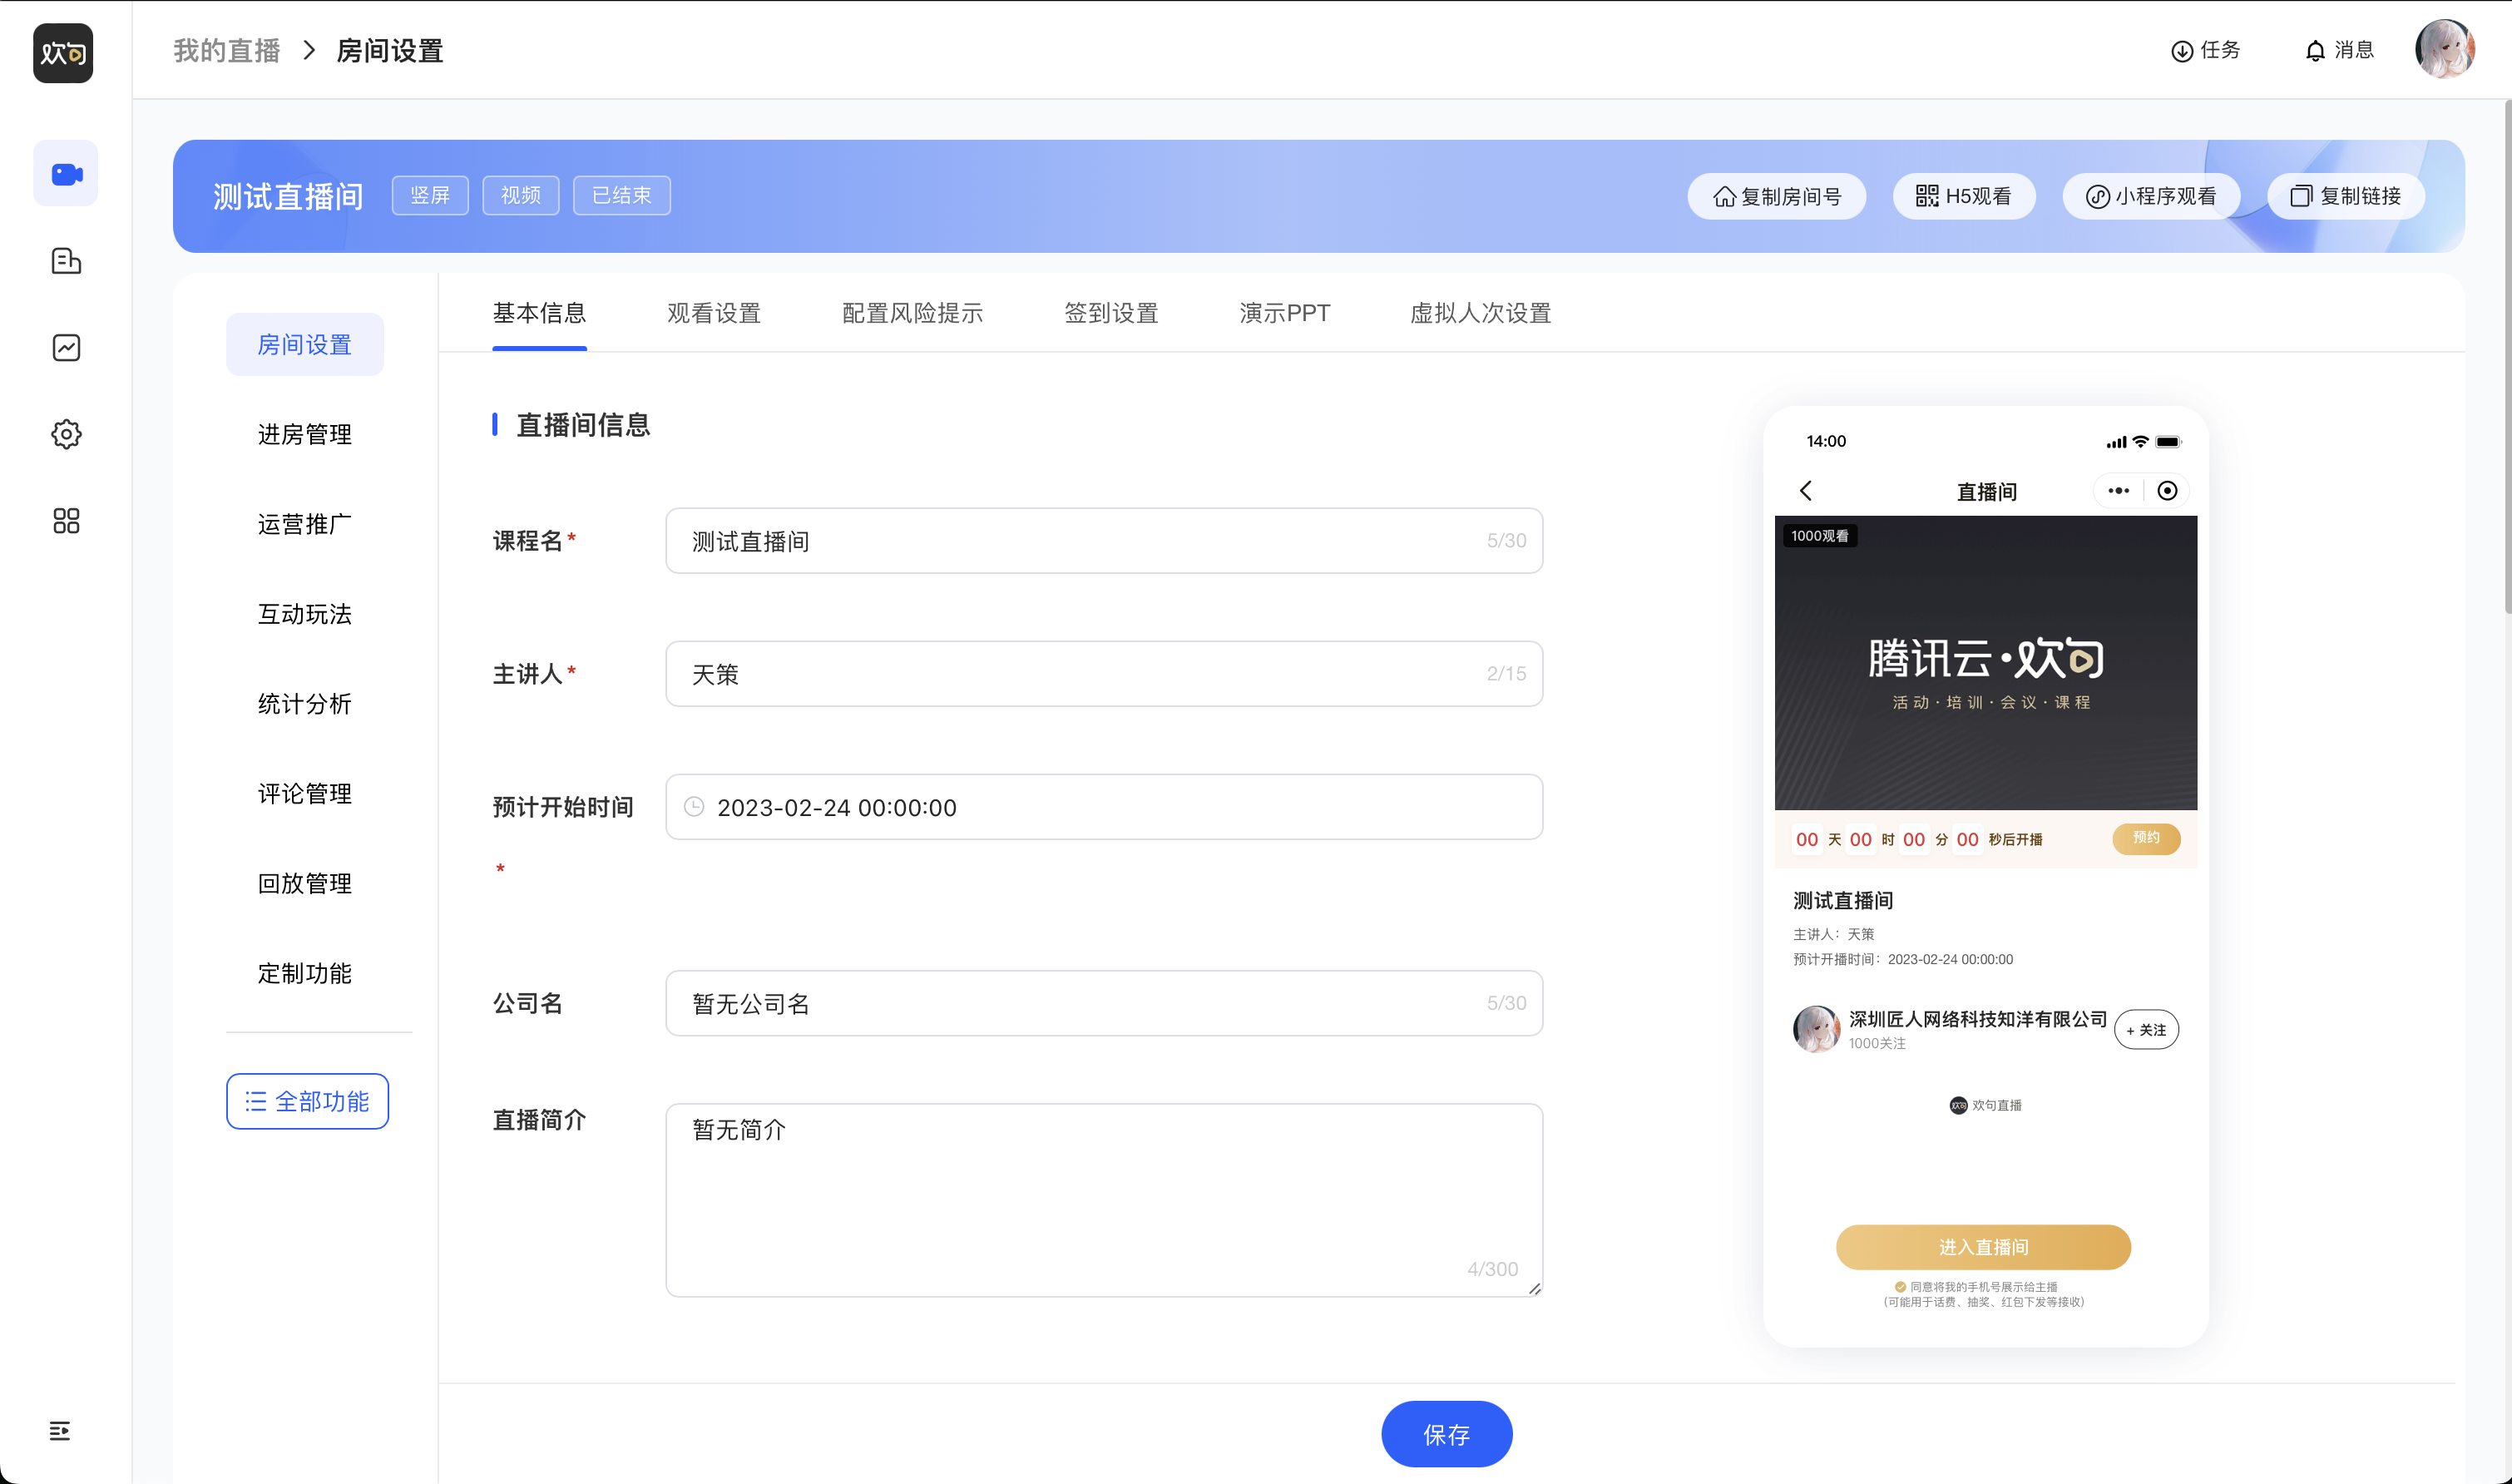 欢句
我的直播 > 房间设置
任务
消息
测试直播间
竖屏
视频
已结束
复制房间号
H5观看
小程序观看
复制链接
房间设置
进房管理
运营推广
互动玩法
统计分析
评论管理
回放管理
定制功能
全部功能
基本信息
观看设置
配置风险提示
签到设置
演示PPT
虚拟人次设置
直播间信息
课程名*
测试直播间
5/30
主讲人*
天策
2/15
预计开始时间
*
2023-02-24 00:00:00
公司名
暂无公司名
5/30
直播简介
暂无简介
4/300
保存
14:00
直播间
1000观看
腾讯云·欢句
活动·培训·会议·课程
00 天 00 时 00 分 00 秒后开播
预约
测试直播间
主讲人：天策
预计开播时间：2023-02-24 00:00:00
深圳匠人网络科技知洋有限公司
1000关注
+ 关注
欢句 欢句直播
进入直播间
同意将我的手机号展示给主播
(可能用于话费、抽奖、红包下发等接收)